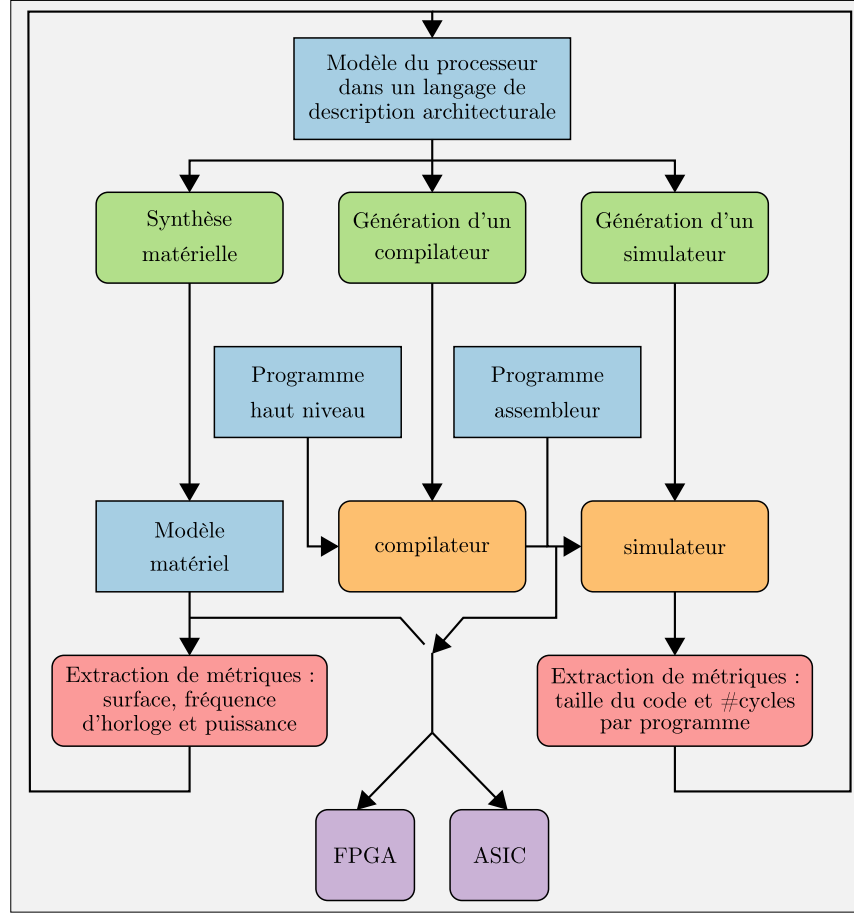 Modèle du processeur
dans un langage de
description architecturale
Synthèse
matérielle
Génération d'un
compilateur
Génération d'un
simulateur
Programme
haut niveau
Programme
assembleur
Modèle
matériel
compilateur
simulateur
Extraction de métriques :
surface, fréquence
d'horloge et puissance
Extraction de métriques :
taille du code et #cycles
par programme
FPGA
ASIC